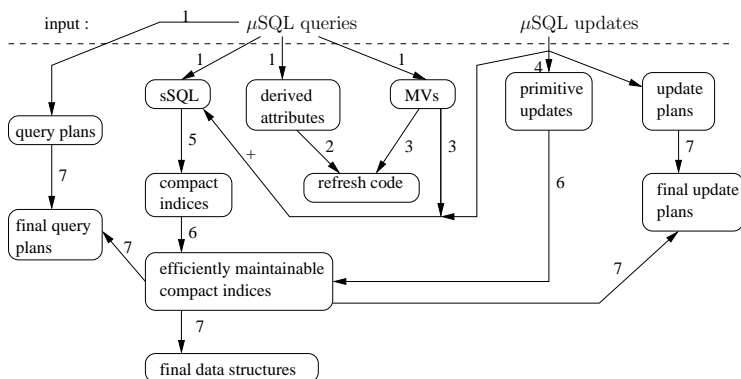 input :
1
μSQL queries
μSQL updates
1
1
1
4
sSQL
derived
attributes
MVs
primitive
updates
update
plans
query plans
5
+
2
3
3
7
7
compact
indices
refresh code
6
final update
plans
final query
plans
6
7
efficiently maintainable
compact indices
7
7
final data structures